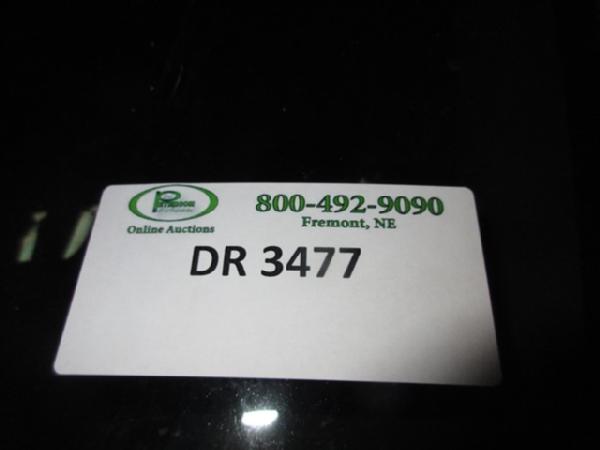 800-492-9090
Online Auctions
Fremont, NE
DR 3477